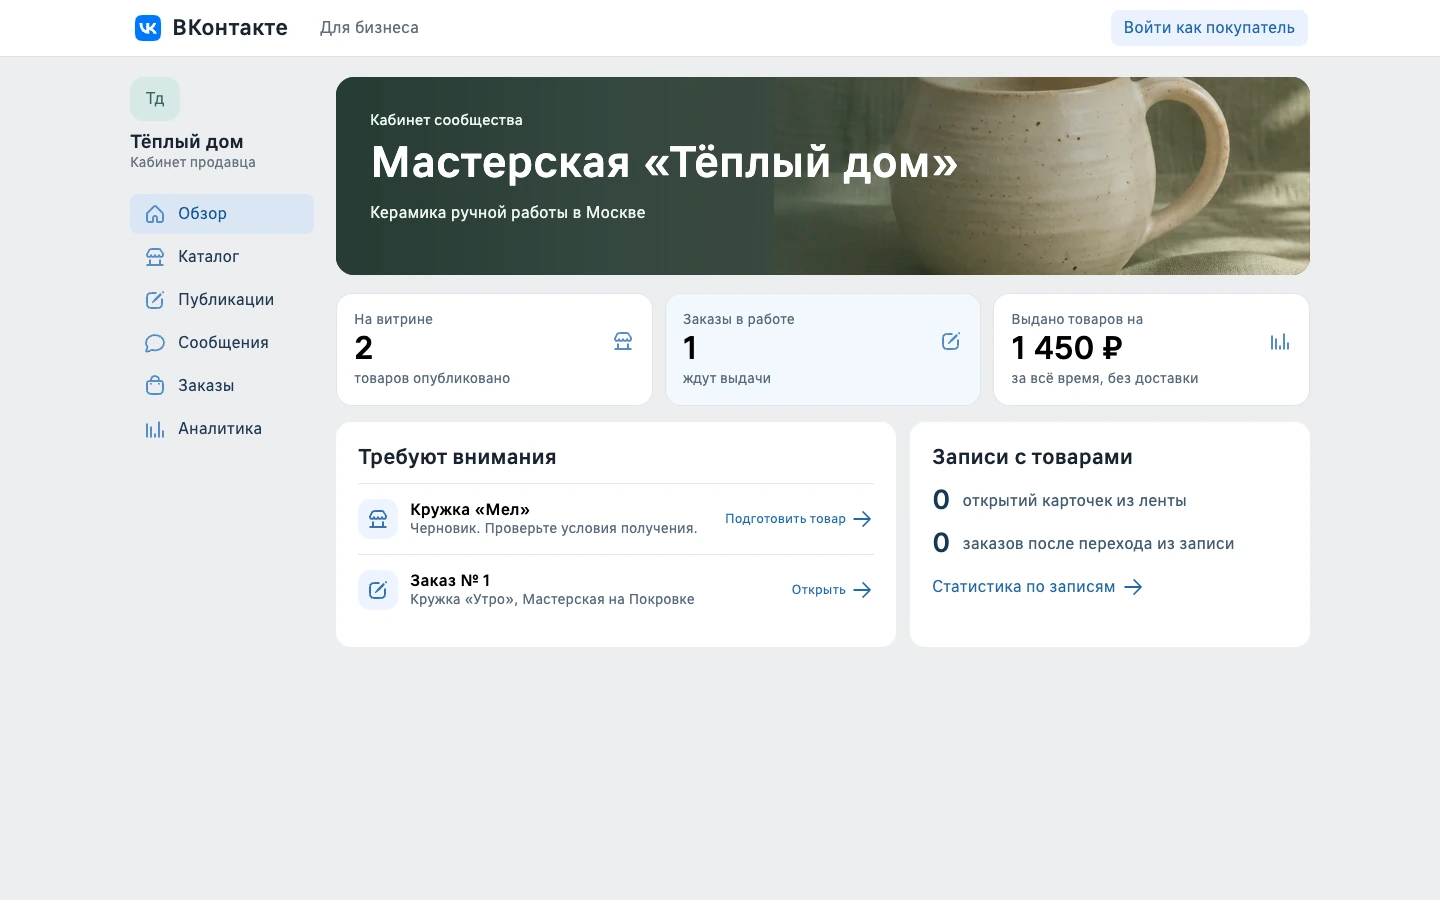 ВКонтакте
Для бизнеса
Войти как покупатель
Тд
Тёплый дом
Кабинет продавца
Обзор
Каталог
Публикации
Сообщения
Заказы
Аналитика
Кабинет сообщества
Мастерская «Тёплый дом»
Керамика ручной работы в Москве
На витрине
2
товаров опубликовано
Заказы в работе
1
ждут выдачи
Выдано товаров на
1 450 ₽
за всё время, без доставки
Требуют внимания
Кружка «Мел»
Черновик. Проверьте условия получения.
Подготовить товар
Заказ № 1
Кружка «Утро», Мастерская на Покровке
Открыть
Записи с товарами
0 открытий карточек из ленты
0 заказов после перехода из записи
Статистика по записям